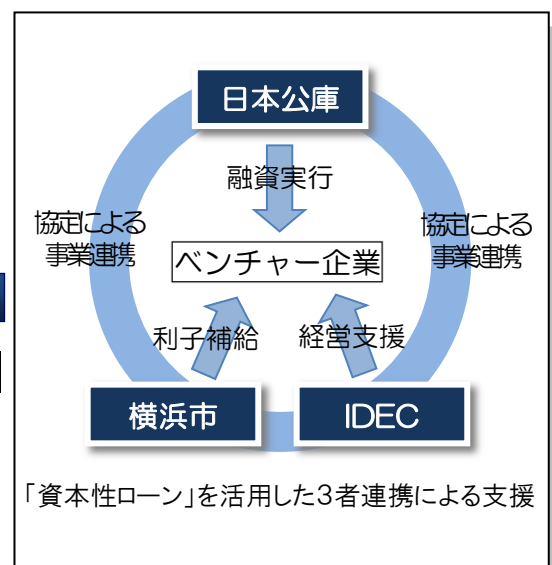 日本公庫
融資実行
協定による
事業連携
協定による
事業連携
ベンチャー企業
利子補給
経営支援
横浜市
IDEC
「資本性ローン」を活用した3者連携による支援